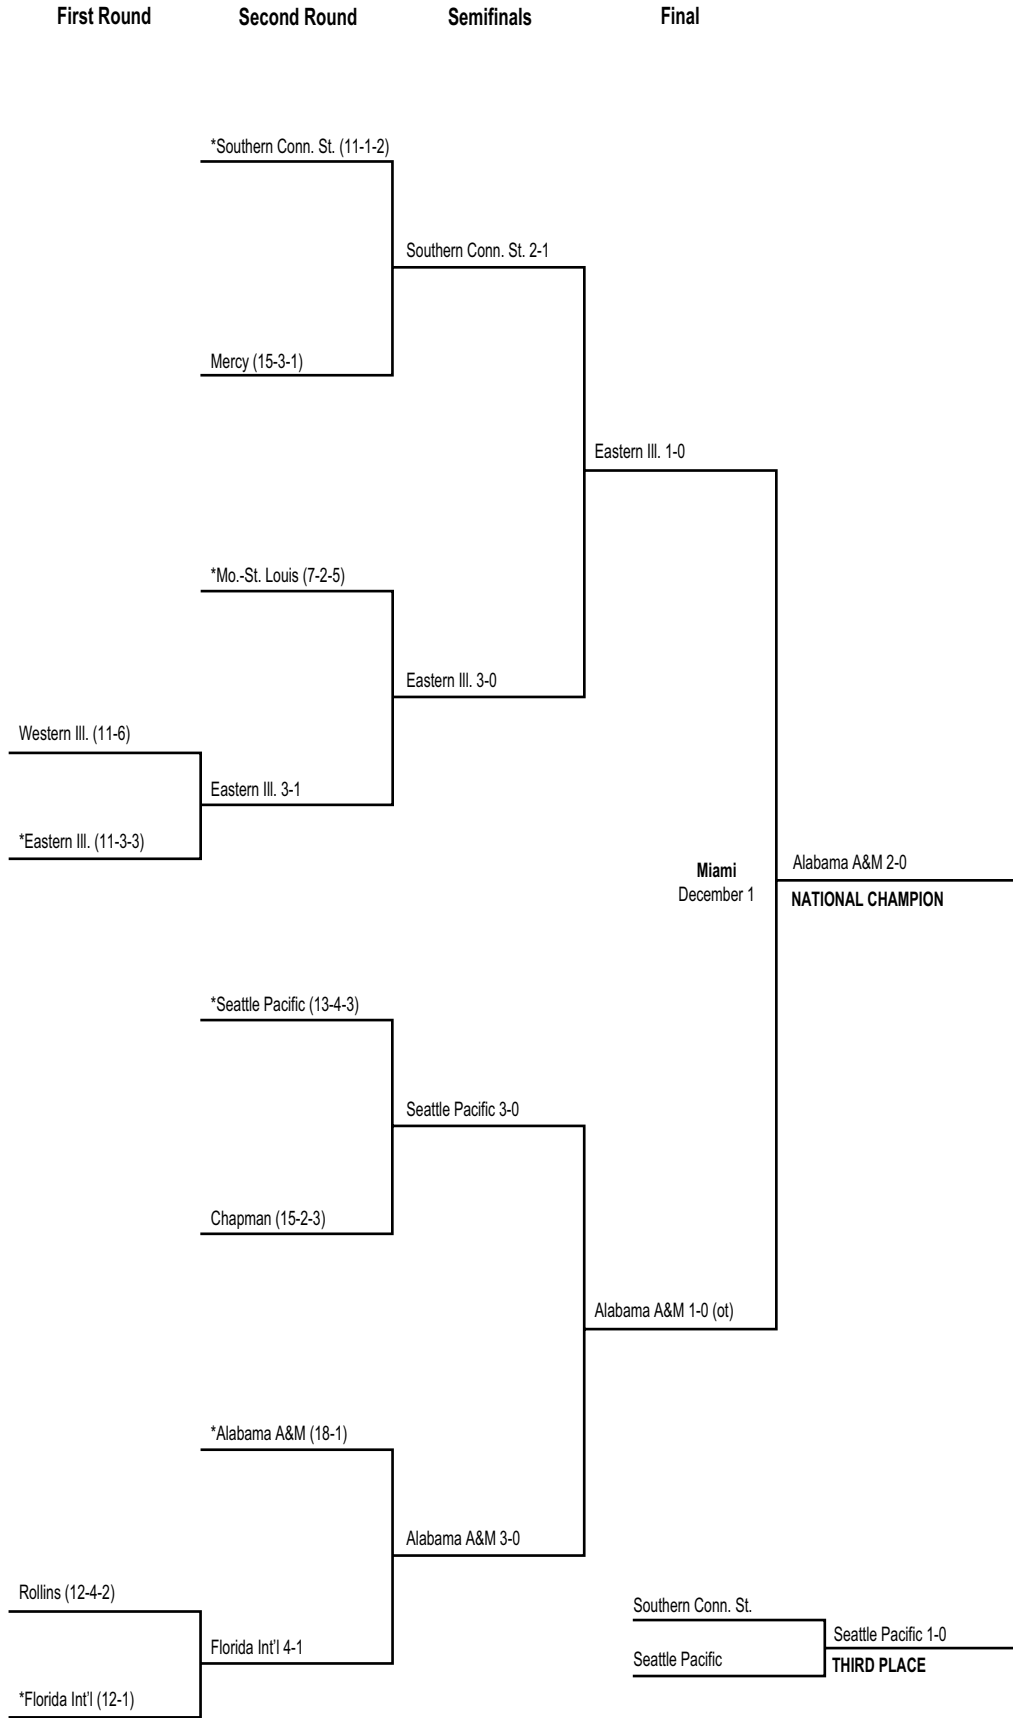 First Round
Second Round
Semifinals
Final
*Southern Conn. St. (11-1-2)
Southern Conn. St. 2-1
Mercy (15-3-1)
Eastern Ill. 1-0
*Mo.-St. Louis (7-2-5)
Eastern Ill. 3-0
Western Ill. (11-6)
Eastern Ill. 3-1
*Eastern Ill. (11-3-3)
Miami
December 1
Alabama A&M 2-0
NATIONAL CHAMPION
*Seattle Pacific (13-4-3)
Seattle Pacific 3-0
Chapman (15-2-3)
Alabama A&M 1-0 (ot)
*Alabama A&M (18-1)
Alabama A&M 3-0
Rollins (12-4-2)
Florida Int'l 4-1
*Florida Int'l (12-1)
Southern Conn. St.
Seattle Pacific 1-0
Seattle Pacific
THIRD PLACE